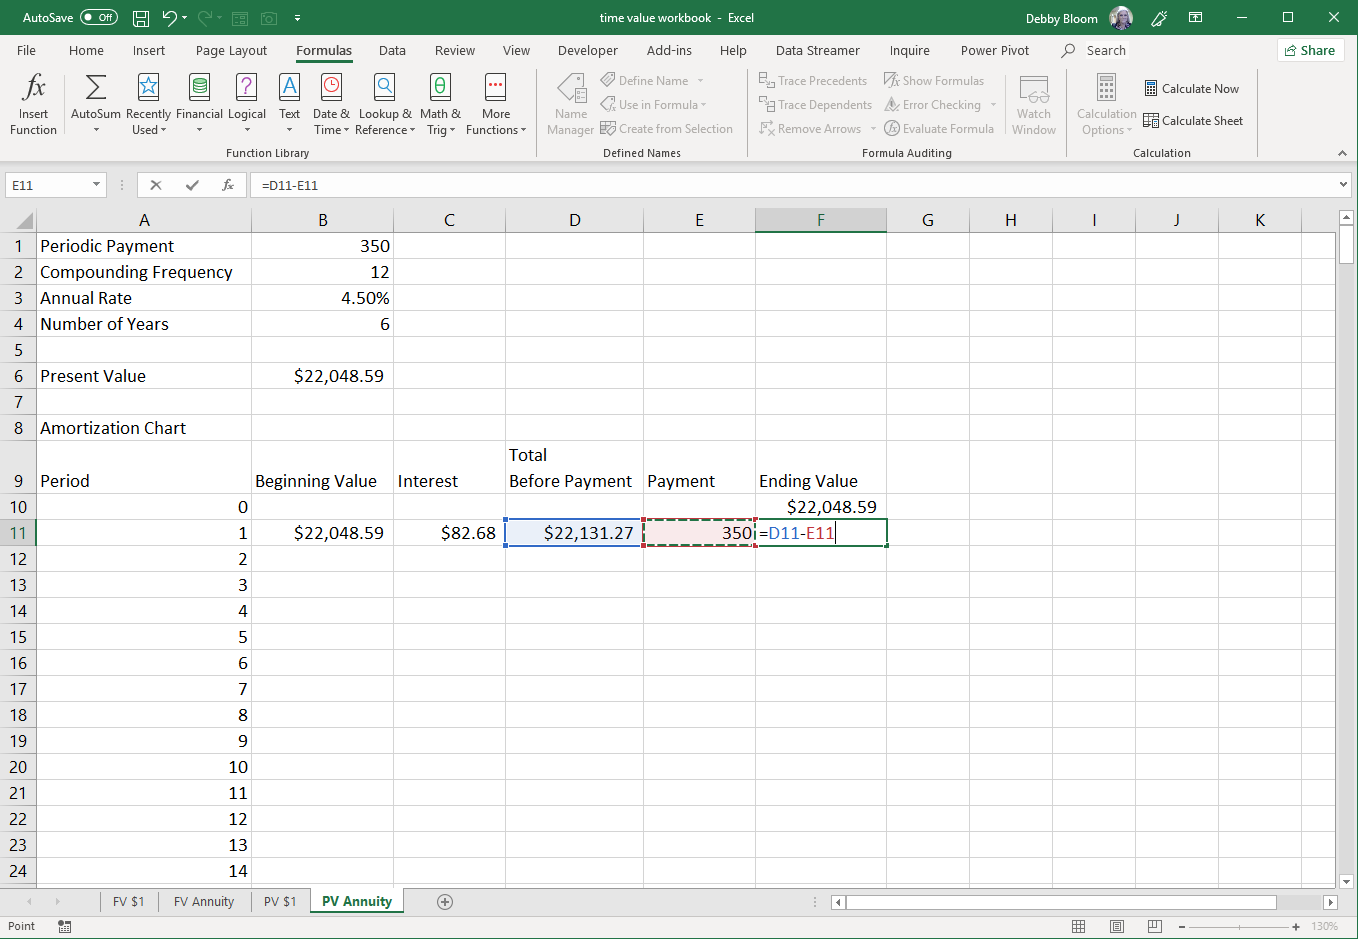 AutoSave Off time value workbook - Excel Debby Bloom
File Home Insert Page Layout Formulas Data Review View Developer Add-ins Help Data Streamer Inquire Power Pivot Search Share
fx Σ ? A θ
Insert Function
AutoSum
Recently Used
Financial
Logical
Text
Date & Time
Lookup & Reference
Math & Trig
More Functions
Function Library
Name Manager
Define Name
Use in Formula
Create from Selection
Defined Names
Trace Precedents
Trace Dependents
Remove Arrows
Show Formulas
Error Checking
Evaluate Formula
Formula Auditing
Watch Window
Calculation Options
Calculate Now
Calculate Sheet
Calculation
E11 fx =D11-E11
A B C D E F G H I J K
1 Periodic Payment 350
2 Compounding Frequency 12
3 Annual Rate 4.50%
4 Number of Years 6
5
6 Present Value $22,048.59
7
8 Amortization Chart
Total
9 Period Beginning Value Interest Before Payment Payment Ending Value
10 0 $22,048.59
11 1 $22,048.59 $82.68 $22,131.27 350 =D11-E11
12 2
13 3
14 4
15 5
16 6
17 7
18 8
19 9
20 10
21 11
22 12
23 13
24 14
FV $1 FV Annuity PV $1 PV Annuity
Point 130%